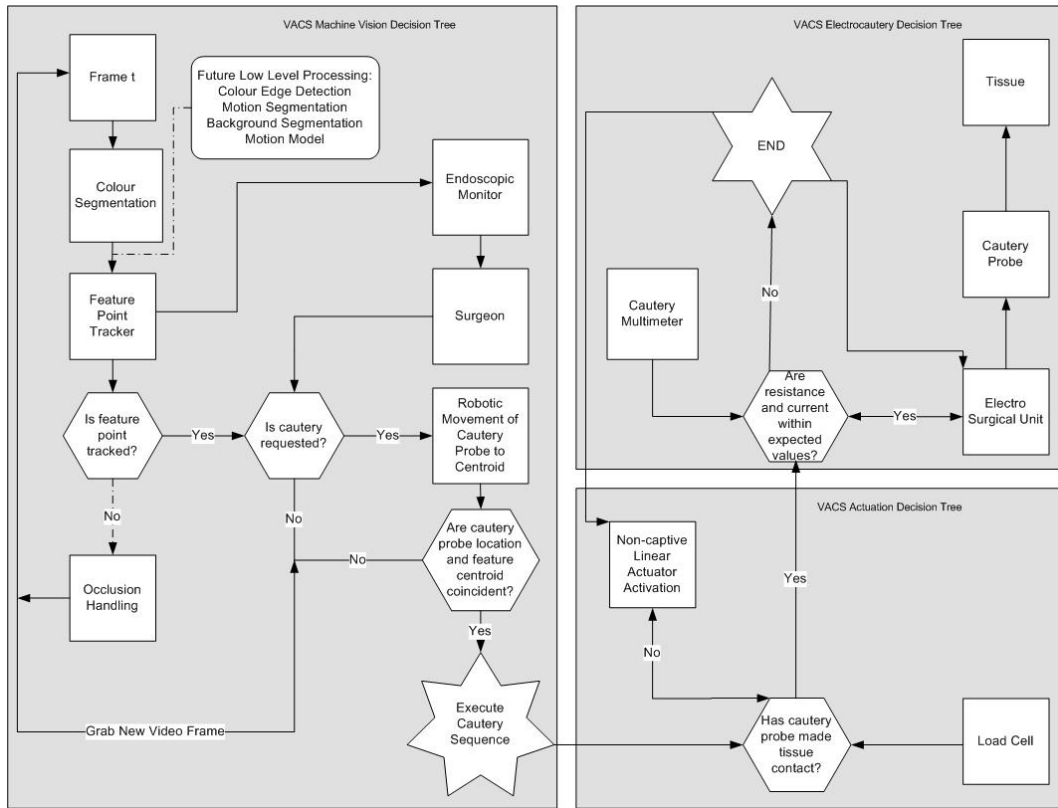 VACS Machine Vision Decision Tree
Frame t
Future Low Level Processing:
Colour Edge Detection
Motion Segmentation
Background Segmentation
Motion Model
Colour
Segmentation
Endoscopic
Monitor
Feature
Point
Tracker
Surgeon
Is feature
point
tracked?
Yes
Is cautery
requested?
Yes
Robotic
Movement of
Cautery
Probe to
Centroid
No
No
Are cautery
probe location
and feature
centroid
coincident?
No
Occlusion
Handling
Yes
Execute
Cautery
Sequence
Grab New Video Frame
VACS Electrocautery Decision Tree
Tissue
END
Cautery
Probe
No
Cautery
Multimeter
Are
resistance
and current
within
expected
values?
Yes
Electro
Surgical Unit
VACS Actuation Decision Tree
Non-captive
Linear
Actuator
Activation
Yes
No
Has cautery
probe made
tissue
contact?
Load Cell